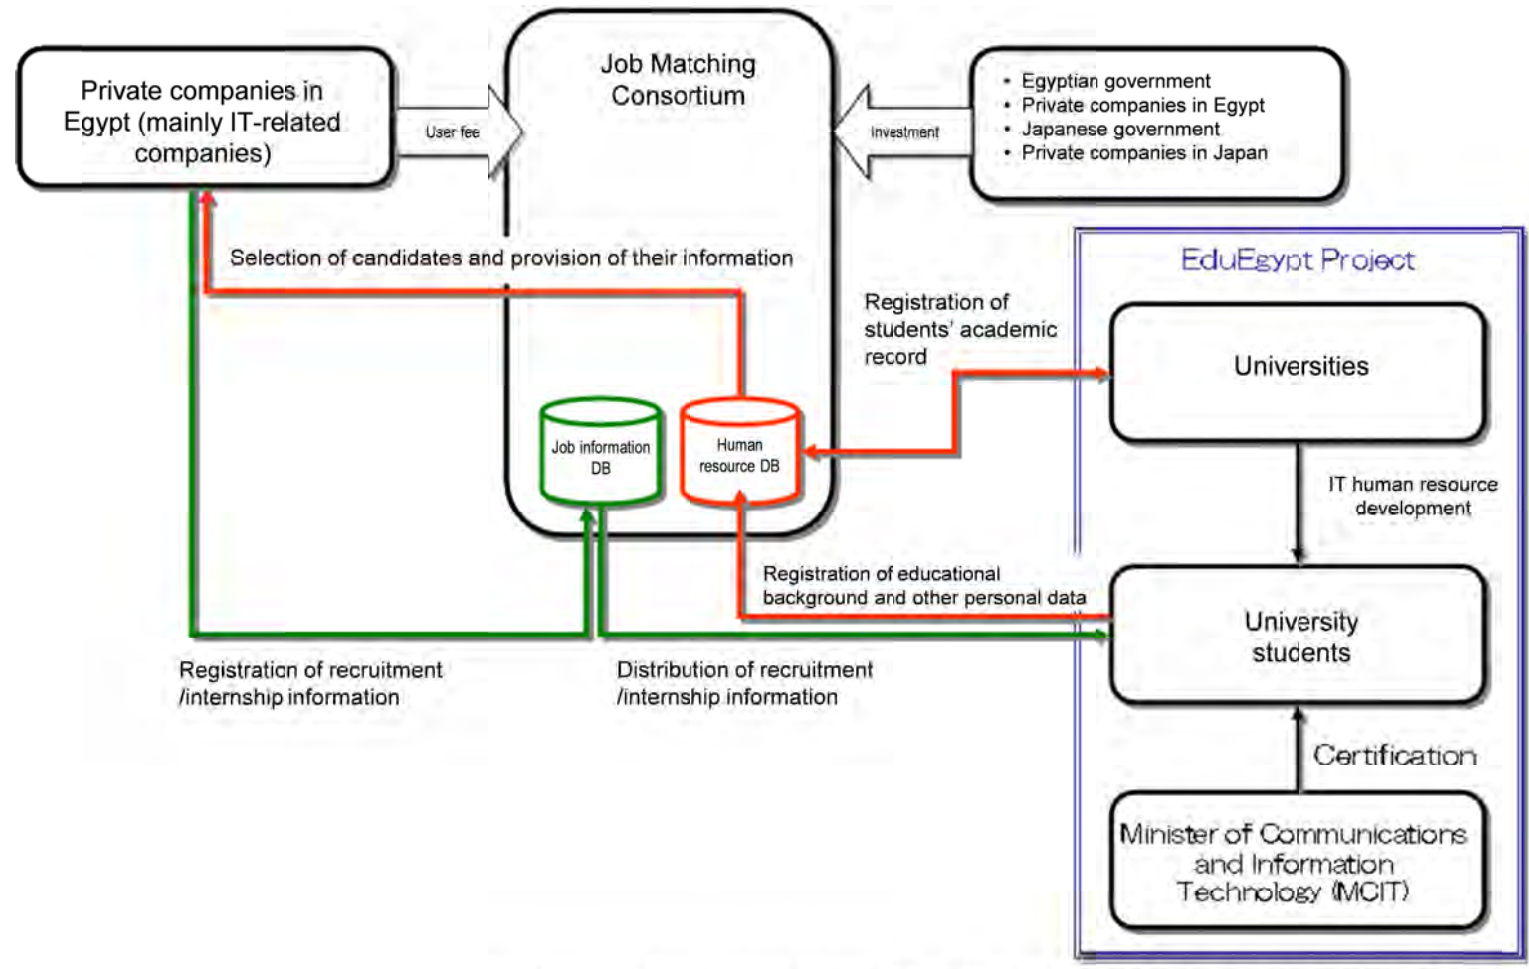 Private companies in
Egypt (mainly IT-related
companies)
User fee
Job Matching
Consortium
Investment
• Egyptian government
• Private companies in Egypt
• Japanese government
• Private companies in Japan
Selection of candidates and provision of their information
EduEgypt Project
Registration of
students' academic
record
Universities
Job information
DB
Human
resource DB
IT human resource
development
Registration of educational
background and other personal data
University
students
Registration of recruitment
/internship information
Distribution of recruitment
/internship information
Certification
Minister of Communications
and Information
Technology (MCIT)